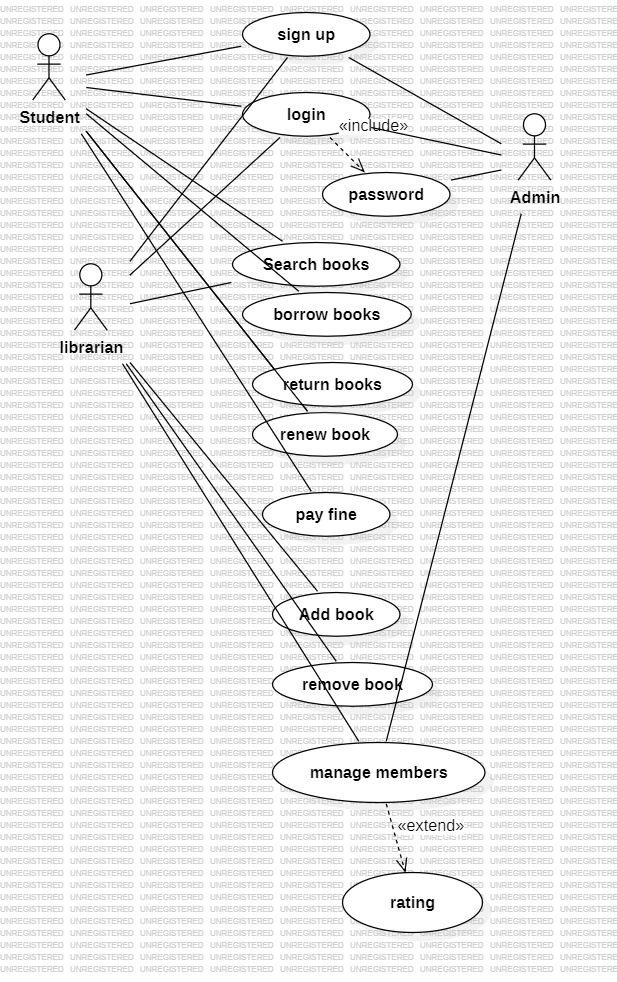 sign up
Student
login
«include»
password
Admin
Search books
borrow books
librarian
return books
renew book
pay fine
Add book
remove book
manage members
«extend»
rating
UNREGISTERED